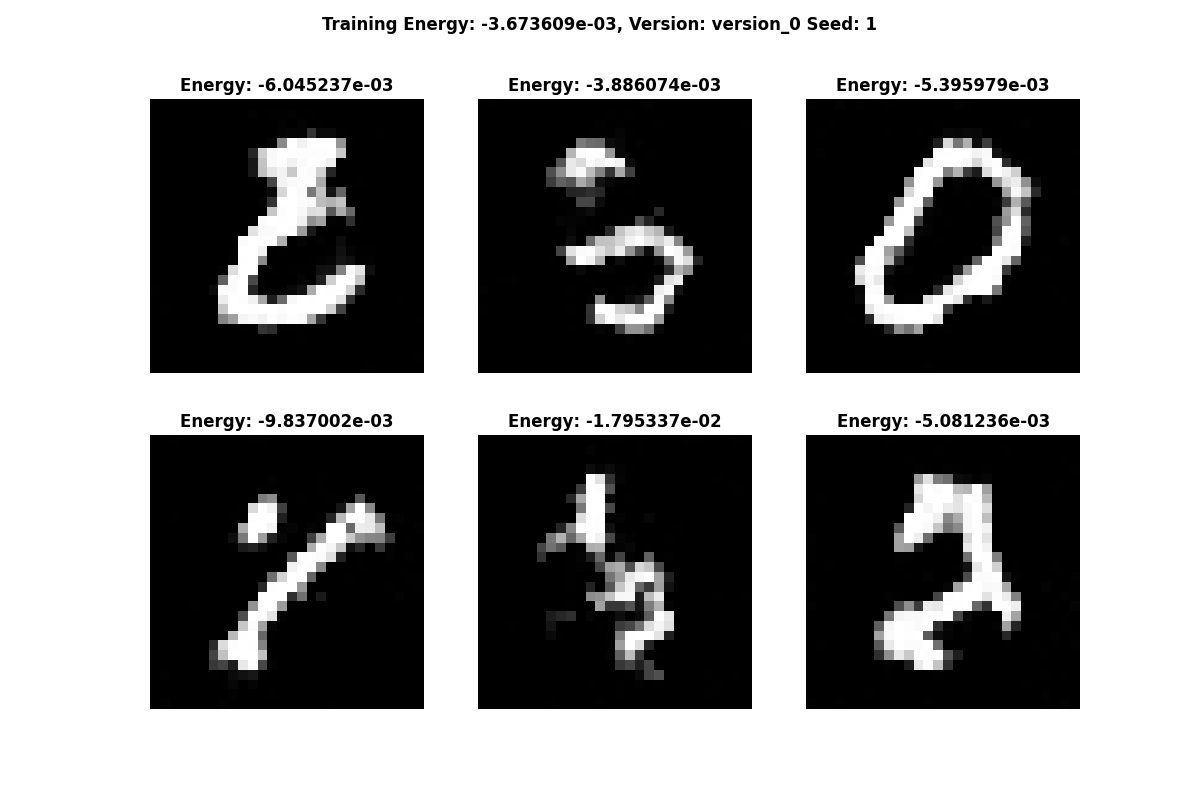 Training Energy: -3.673609e-03, Version: version_0 Seed: 1
Energy: -6.045237e-03
Energy: -3.886074e-03
Energy: -5.395979e-03
Energy: -9.837002e-03
Energy: -1.795337e-02
Energy: -5.081236e-03